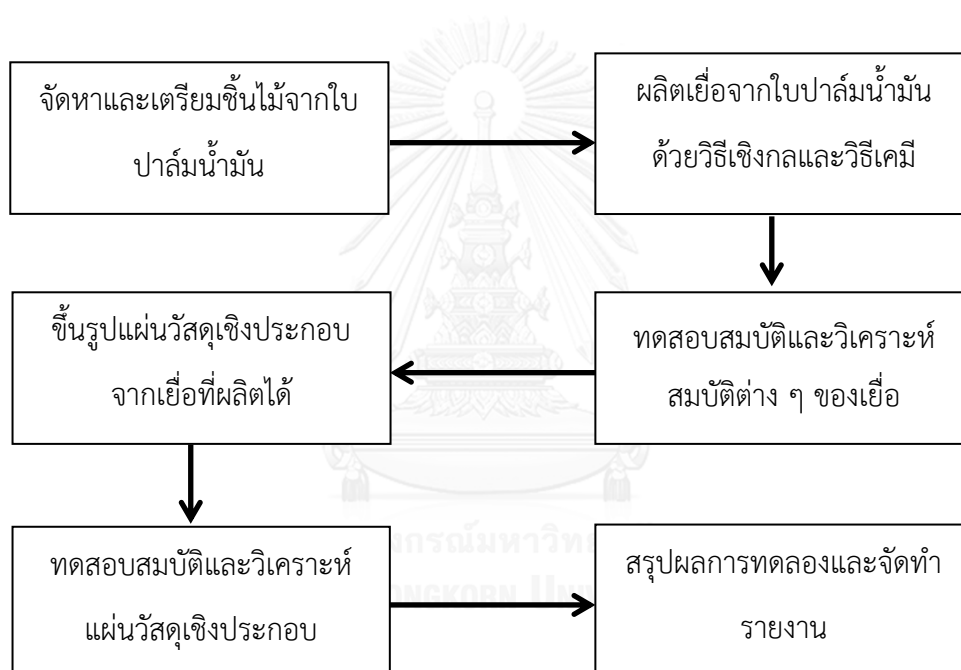 จัดหาและเตรียมชิ้นไม้จากใบ
ปาล์มน้ำมัน
ผลิตเยื่อจากใบปาล์มน้ำมัน
ด้วยวิธีเชิงกลและวิธีเคมี
ทดสอบสมบัติและวิเคราะห์
สมบัติต่าง ๆ ของเยื่อ
ขึ้นรูปแผ่นวัสดุเชิงประกอบ
จากเยื่อที่ผลิตได้
ทดสอบสมบัติและวิเคราะห์
แผ่นวัสดุเชิงประกอบ
สรุปผลการทดลองและจัดทำ
รายงาน